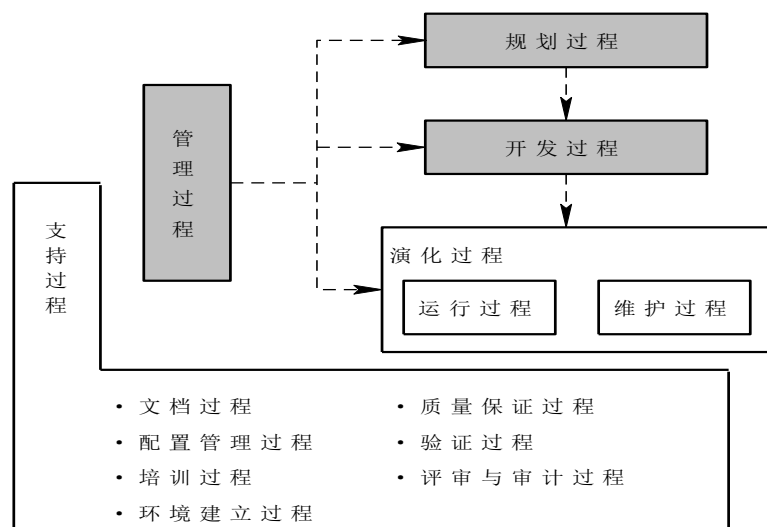 规划过程
管理过程
开发过程
支持过程
演化过程
运行过程
维护过程
• 文档过程
• 质量保证过程
• 配置管理过程
• 验证过程
• 培训过程
• 评审与审计过程
• 环境建立过程